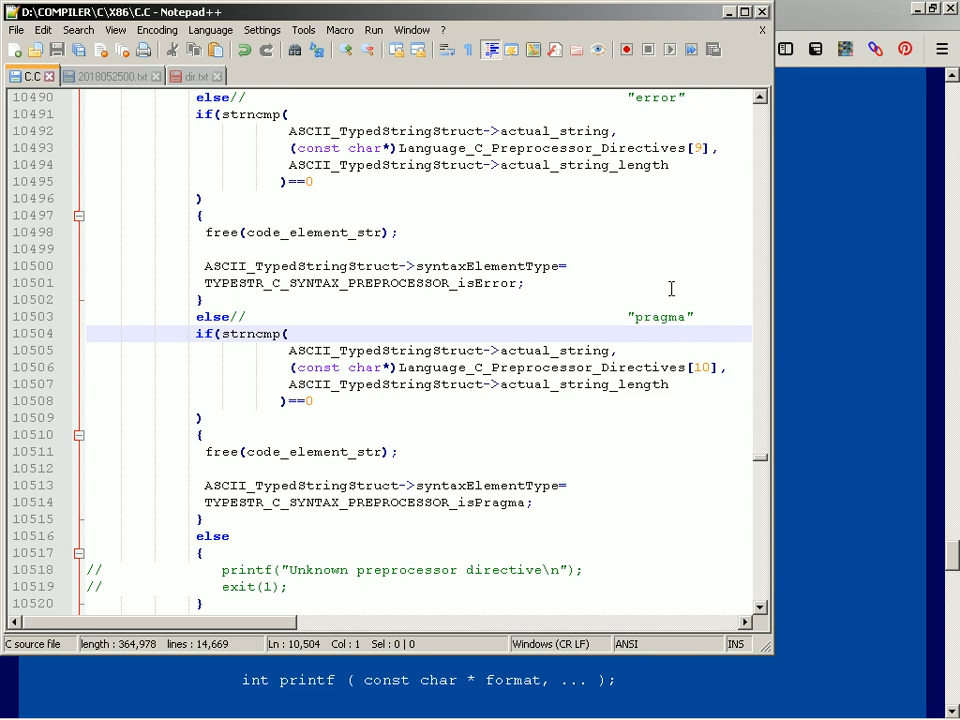 D:\COMPILER\C\X86\C.C - Notepad++
File Edit Search View Encoding Language Settings Tools Macro Run Window ? X
C.C 2018052500.txt dir.txt
10490 else// "error"
10491 if(strncmp(
10492 ASCII_TypedStringStruct->actual_string,
10493 (const char*)Language_C_Preprocessor_Directives[9],
10494 ASCII_TypedStringStruct->actual_string_length
10495 )==0
10496 )
10497 {
10498 free(code_element_str);
10499
10500 ASCII_TypedStringStruct->syntaxElementType=
10501 TYPESTR_C_SYNTAX_PREPROCESSOR_isError;
10502 }
10503 else// "pragma"
10504 if(strncmp(
10505 ASCII_TypedStringStruct->actual_string,
10506 (const char*)Language_C_Preprocessor_Directives[10],
10507 ASCII_TypedStringStruct->actual_string_length
10508 )==0
10509 )
10510 {
10511 free(code_element_str);
10512
10513 ASCII_TypedStringStruct->syntaxElementType=
10514 TYPESTR_C_SYNTAX_PREPROCESSOR_isPragma;
10515 }
10516 else
10517 {
10518 // printf("Unknown preprocessor directive\n");
10519 // exit(1);
10520 }
C source file length : 364,978 lines : 14,669 Ln : 10,504 Col : 1 Sel : 0 | 0 Windows (CR LF) ANSI INS
int printf ( const char * format, ... );